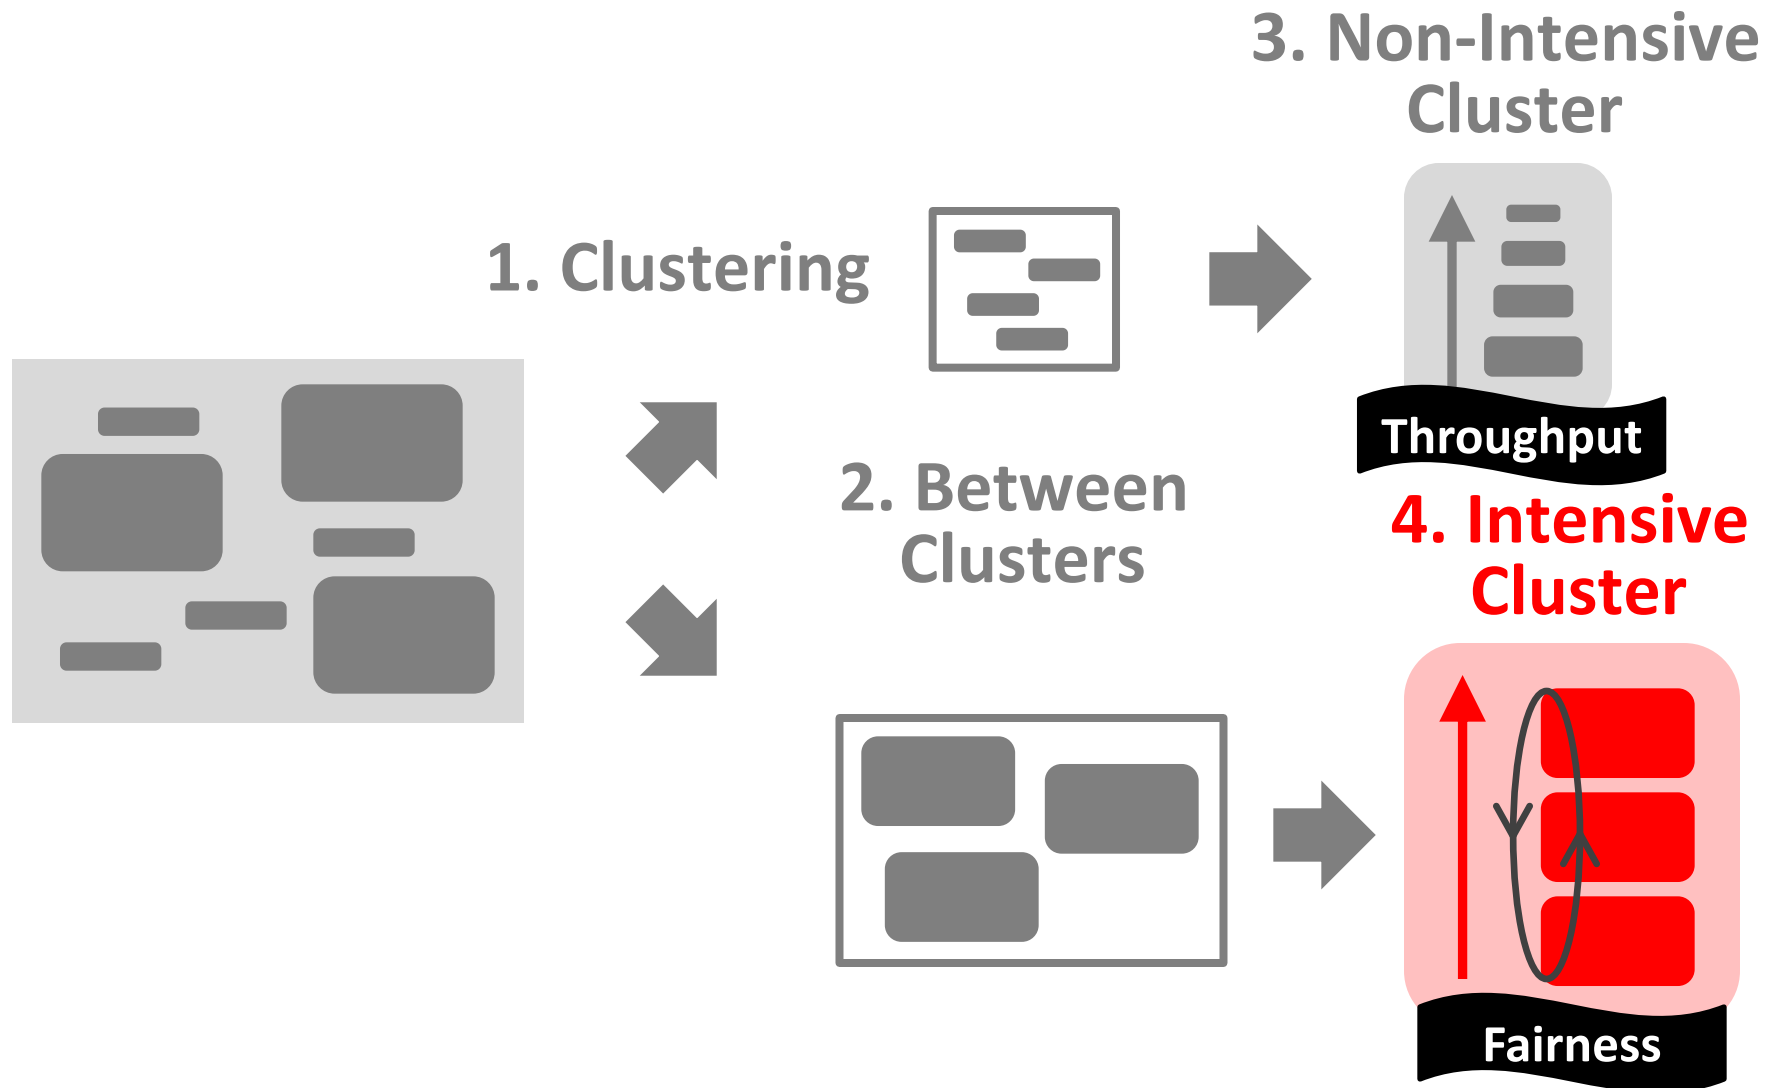 3. Non-Intensive
Cluster
1. Clustering
Throughput
2. Between
Clusters
4. Intensive
Cluster
Fairness